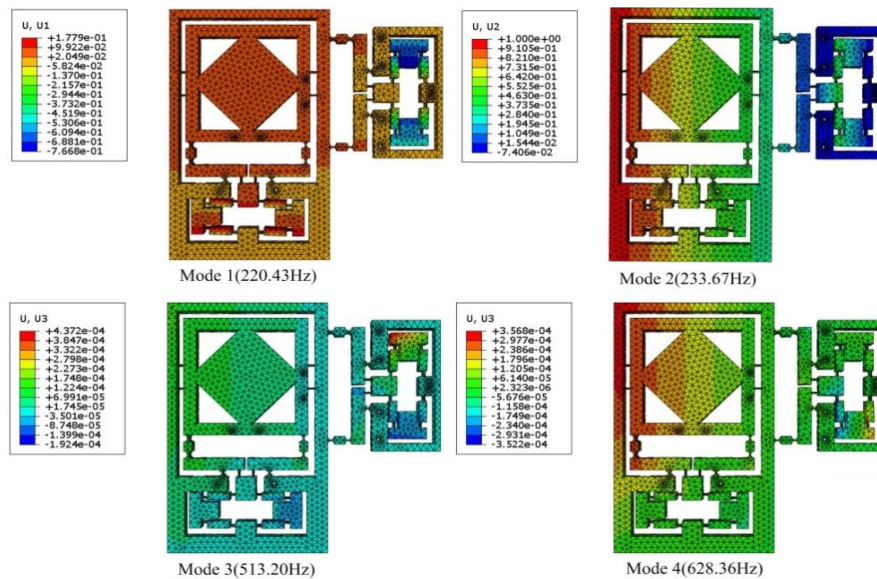 U, U1
+1.779e-01
+9.922e-02
+2.049e-02
-5.824e-02
-1.370e-01
-2.157e-01
-2.944e-01
-3.732e-01
-4.519e-01
-5.306e-01
-6.094e-01
-6.881e-01
-7.668e-01
Mode 1(220.43Hz)
U, U2
+1.000e+00
+9.105e-01
+8.210e-01
+7.315e-01
+6.420e-01
+5.525e-01
+4.630e-01
+3.735e-01
+2.840e-01
+1.945e-01
+1.049e-01
+1.544e-02
-7.406e-02
Mode 2(233.67Hz)
U, U3
+4.372e-04
+3.847e-04
+3.322e-04
+2.798e-04
+2.273e-04
+1.748e-04
+1.224e-04
+6.991e-05
+1.745e-05
-3.501e-05
-8.748e-05
-1.399e-04
-1.924e-04
Mode 3(513.20Hz)
U, U3
+3.568e-04
+2.977e-04
+2.386e-04
+1.796e-04
+1.205e-04
+6.140e-05
+2.323e-06
-5.676e-05
-1.158e-04
-1.749e-04
-2.340e-04
-2.931e-04
-3.522e-04
Mode 4(628.36Hz)